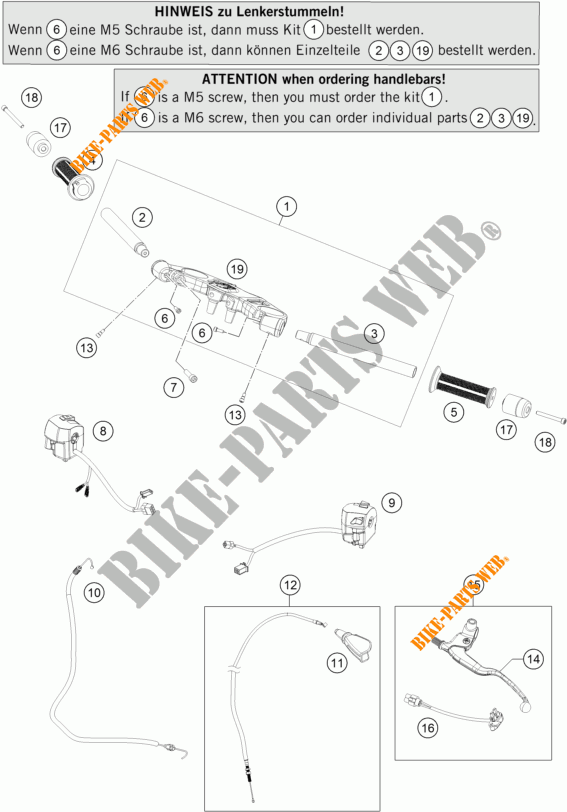 HINWEIS zu Lenkerstummeln!
Wenn 6 eine M5 Schraube ist, dann muss Kit 1 bestellt werden.
Wenn 6 eine M6 Schraube ist, dann können Einzelteile 2 3 19 bestellt werden.
ATTENTION when ordering handlebars!
If 6 is a M5 screw, then you must order the kit 1 .
If 6 is a M6 screw, then you can order individual parts 2 3 19.
18
17
BIKE-PARTS WEB®
4
1
2
19
BIKE-PARTS WEB®
6
6
3
13
7
13
5
17
18
8
9
10
12
BIKE-PARTS WEB®
15
11
14
16